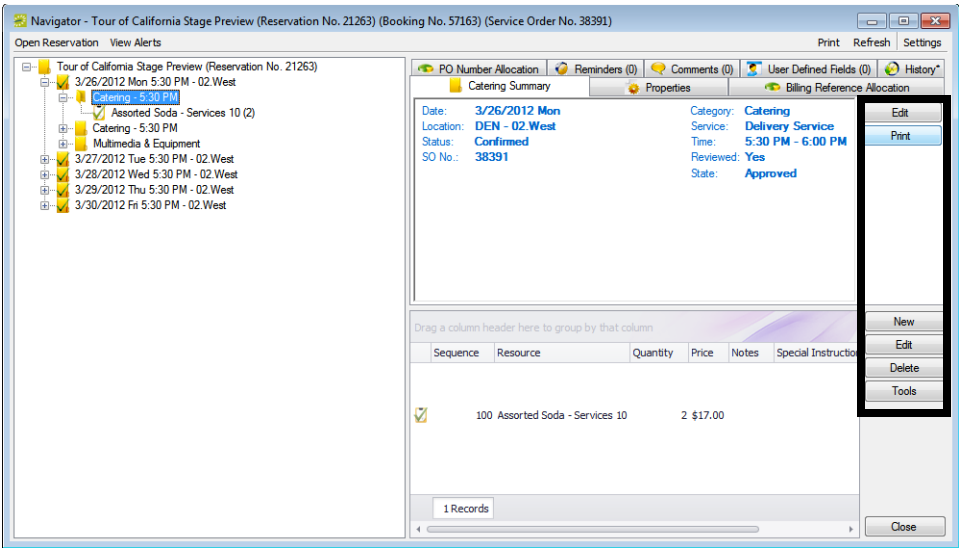 Navigator - Tour of California Stage Preview (Reservation No. 21263) (Booking No. 57163) (Service Order No. 38391)
Open Reservation View Alerts Print Refresh Settings
Tour of California Stage Preview (Reservation No. 21263)
3/26/2012 Mon 5:30 PM - 02.West
Catering - 5:30 PM
Assorted Soda - Services 10 (2)
Catering - 5:30 PM
Multimedia & Equipment
3/27/2012 Tue 5:30 PM - 02.West
3/28/2012 Wed 5:30 PM - 02.West
3/29/2012 Thu 5:30 PM - 02.West
3/30/2012 Fri 5:30 PM - 02.West
PO Number Allocation Reminders (0) Comments (0) User Defined Fields (0) History*
Catering Summary Properties Billing Reference Allocation
Date: 3/26/2012 Mon Category: Catering
Location: DEN - 02.West Service: Delivery Service
Status: Confirmed Time: 5:30 PM - 6:00 PM
SO No.: 38391 Reviewed: Yes
State: Approved
Edit
Print
Drag a column header here to group by that column
Sequence Resource Quantity Price Notes Special Instruction
100 Assorted Soda - Services 10 2 $17.00
1 Records
New
Edit
Delete
Tools
Close